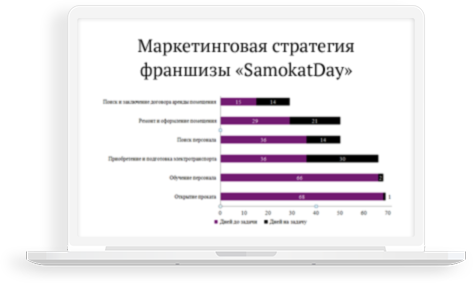 Маркетинговая стратегия
франшизы «SamokatDay»
Поиск и заключение договора аренды помещения 15 14
Ремонт и оформление помещения 29 21
Поиск персонала 36 14
Приобретение и подготовка электротранспорта 36 30
Обучение персонала 66 2
Открытие проката 68 1
0 10 20 30 40 50 60 70
Дней до задачи Дней на задачу